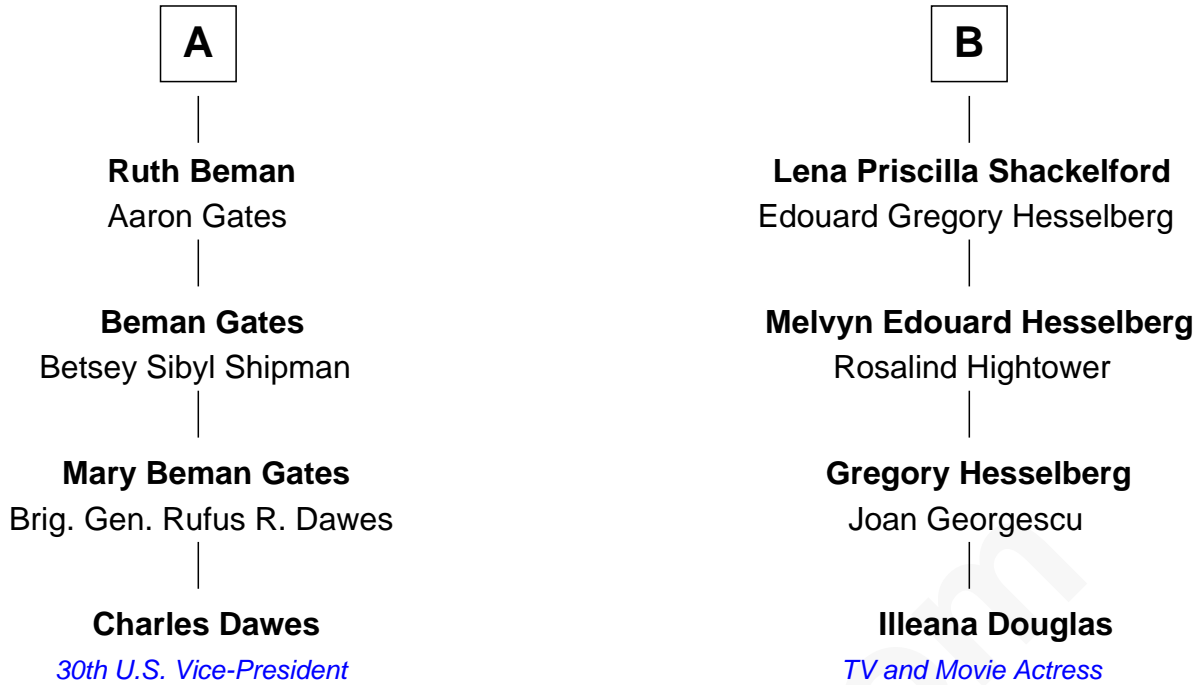 A
Ruth Beman
Aaron Gates
Beman Gates
Betsey Sibyl Shipman
Mary Beman Gates
Brig. Gen. Rufus R. Dawes
Charles Dawes
30th U.S. Vice-President
B
Lena Priscilla Shackelford
Edouard Gregory Hesselberg
Melvyn Edouard Hesselberg
Rosalind Hightower
Gregory Hesselberg
Joan Georgescu
Illeana Douglas
TV and Movie Actress